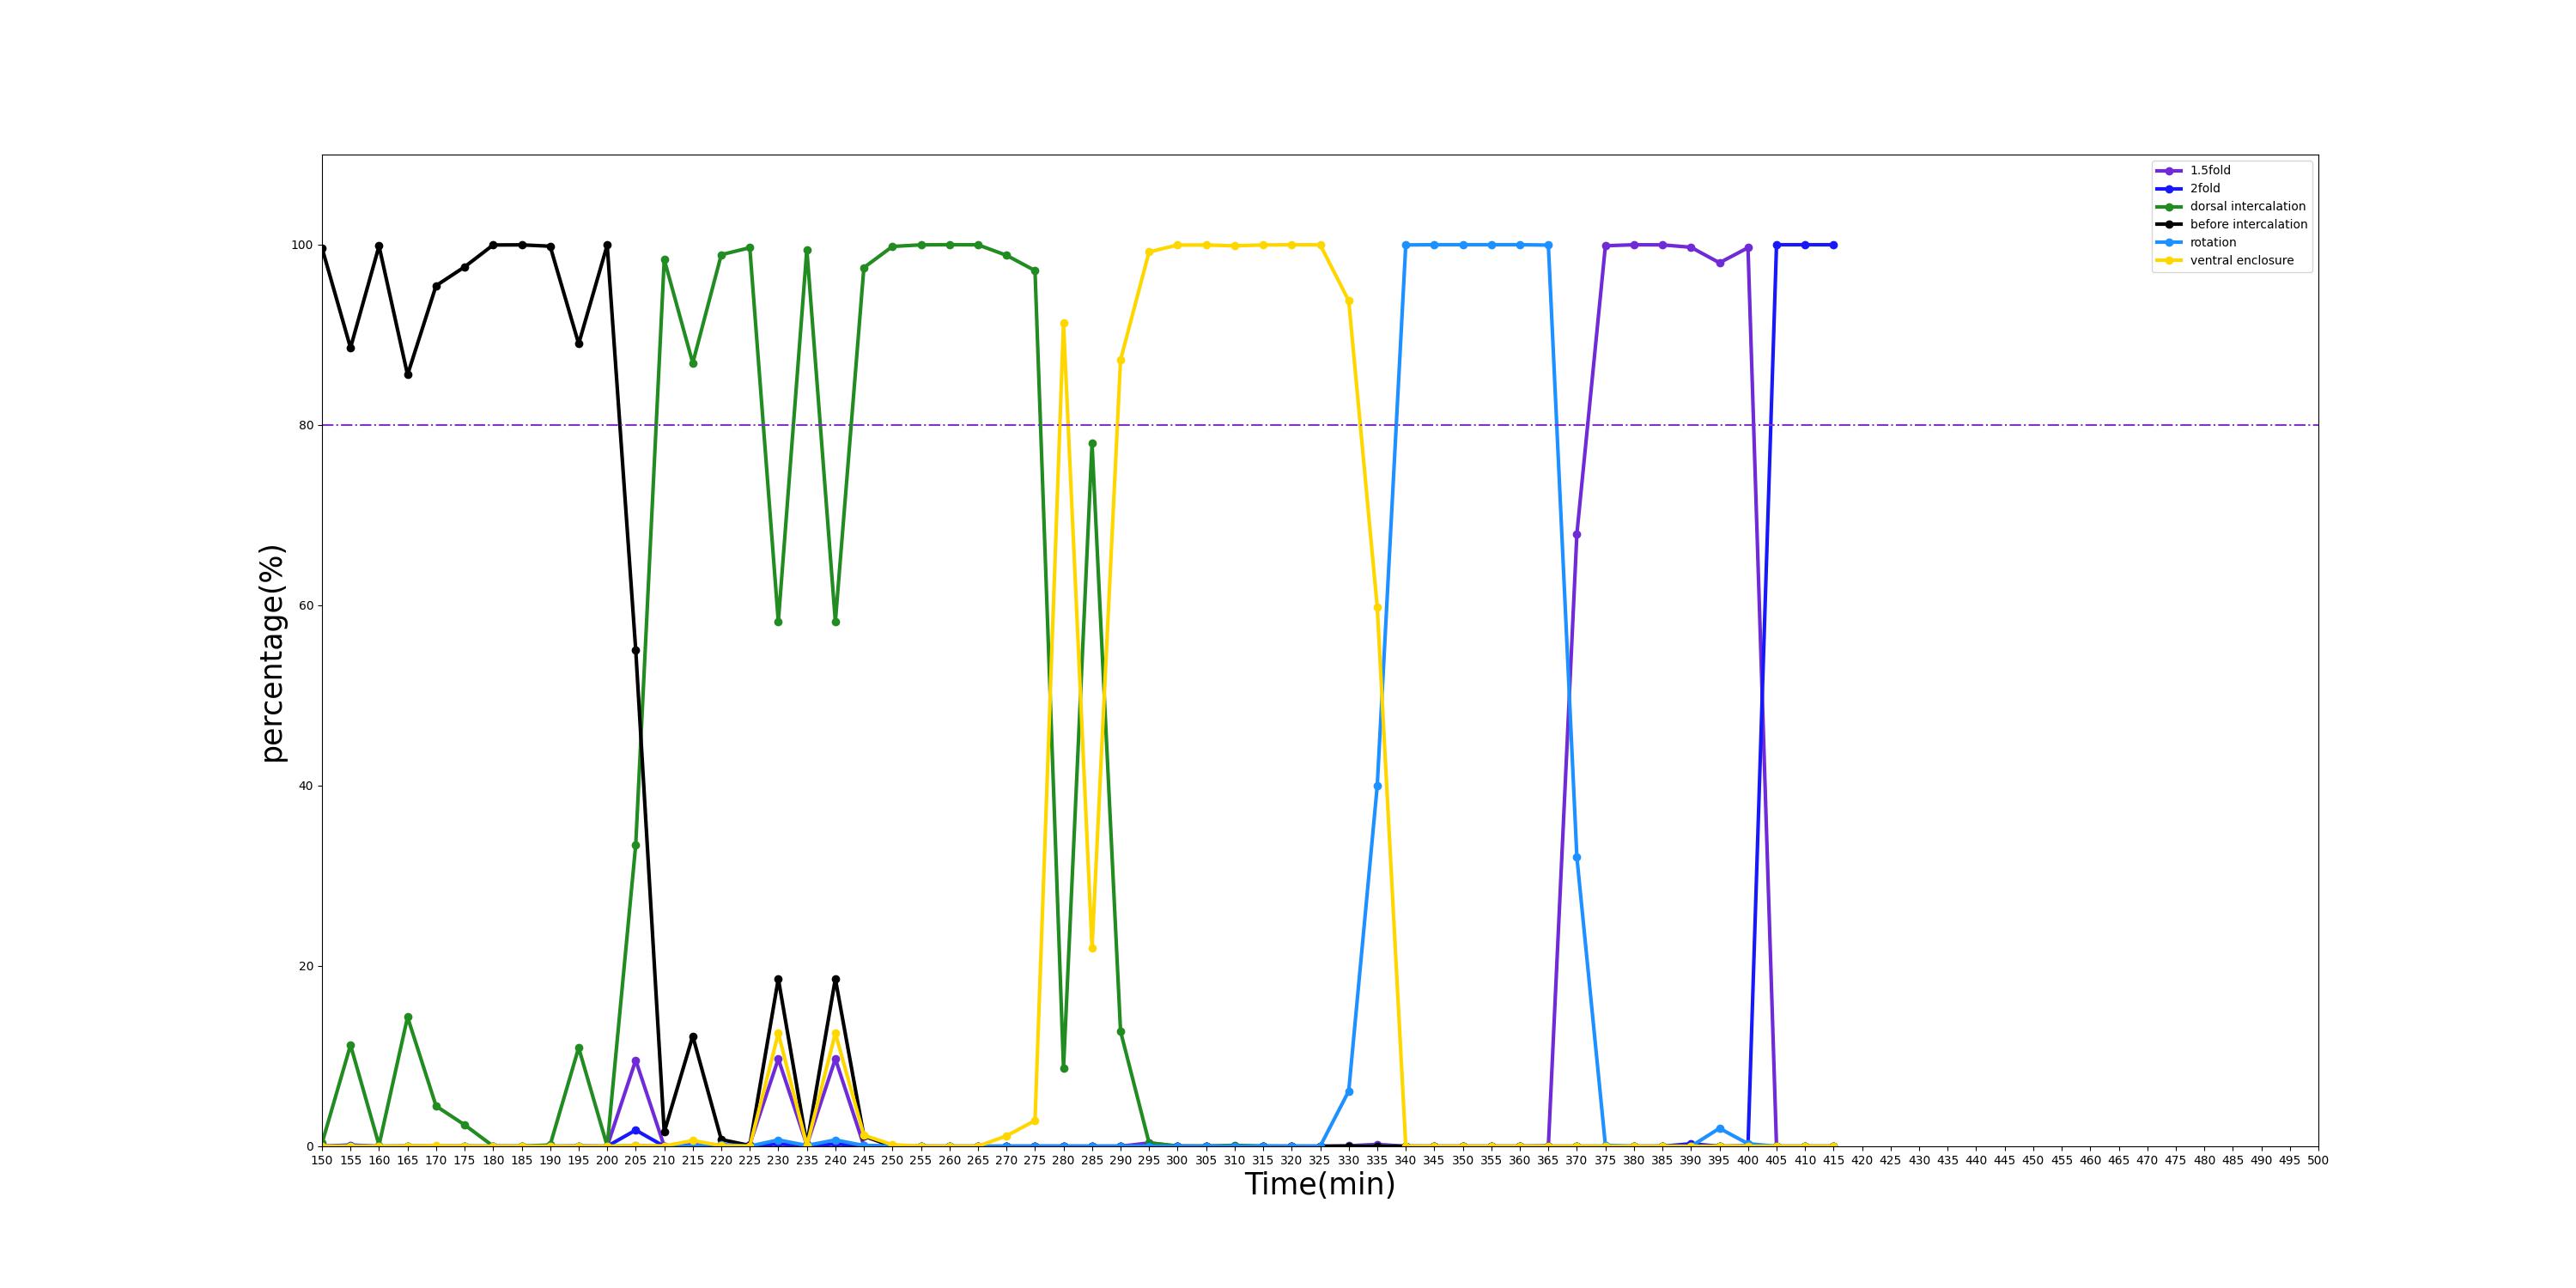 1.5fold
2fold
dorsal intercalation
before intercalation
rotation
ventral enclosure
100
80
60
40
20
0
percentage(%)
150 155 160 165 170 175 180 185 190 195 200 205 210 215 220 225 230 235 240 245 250 255 260 265 270 275 280 285 290 295 300 305 310 315 320 325 330 335 340 345 350 355 360 365 370 375 380 385 390 395 400 405 410 415 420 425 430 435 440 445 450 455 460 465 470 475 480 485 490 495 500
Time(min)